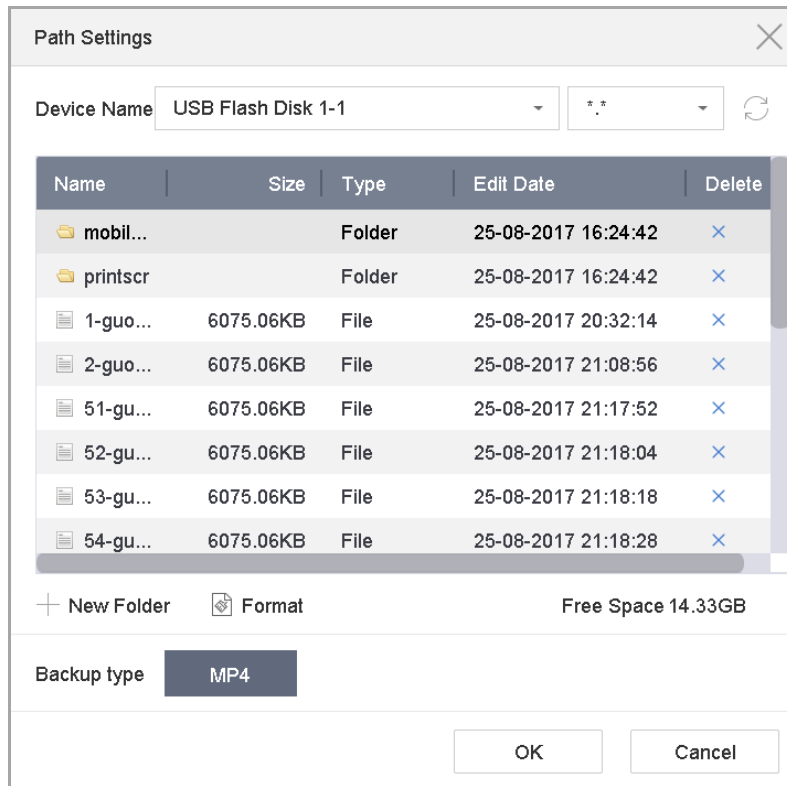 Path Settings
Device Name USB Flash Disk 1-1 *.*
Name Size Type Edit Date Delete
mobil... Folder 25-08-2017 16:24:42
printscr Folder 25-08-2017 16:24:42
1-guo... 6075.06KB File 25-08-2017 20:32:14
2-guo... 6075.06KB File 25-08-2017 21:08:56
51-gu... 6075.06KB File 25-08-2017 21:17:52
52-gu... 6075.06KB File 25-08-2017 21:18:04
53-gu... 6075.06KB File 25-08-2017 21:18:18
54-gu... 6075.06KB File 25-08-2017 21:18:28
New Folder Format Free Space 14.33GB
Backup type MP4
OK Cancel